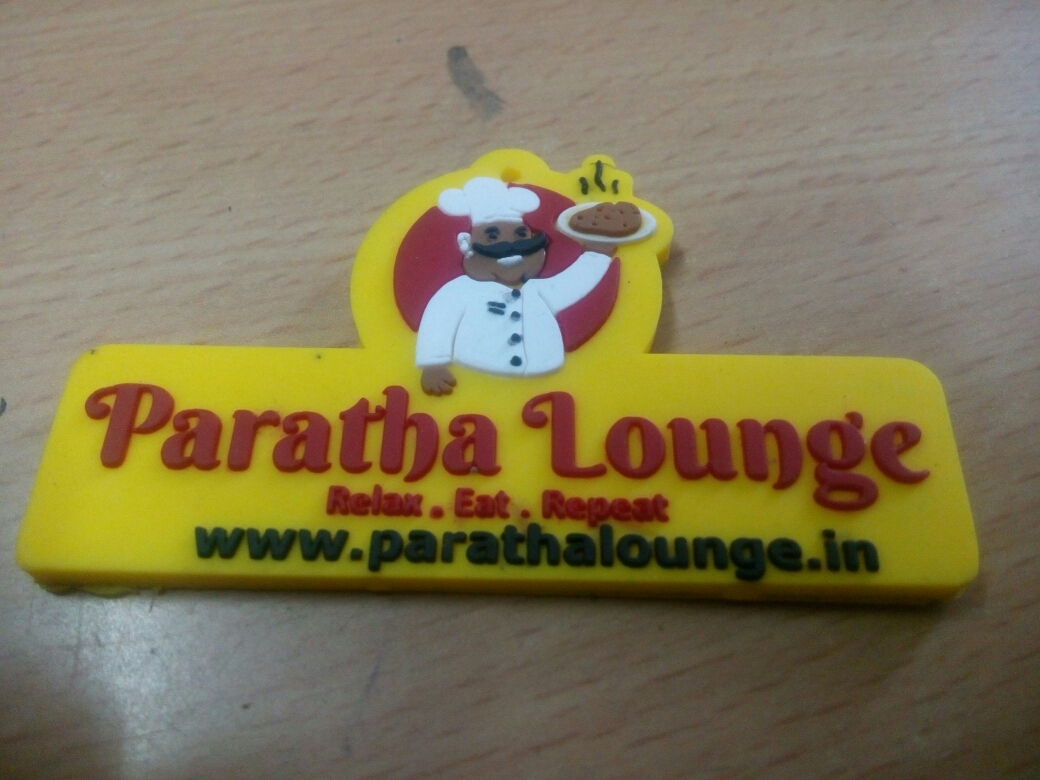 Paratha Lounge
Relax . Eat . Repeat
www.parathalounge.in